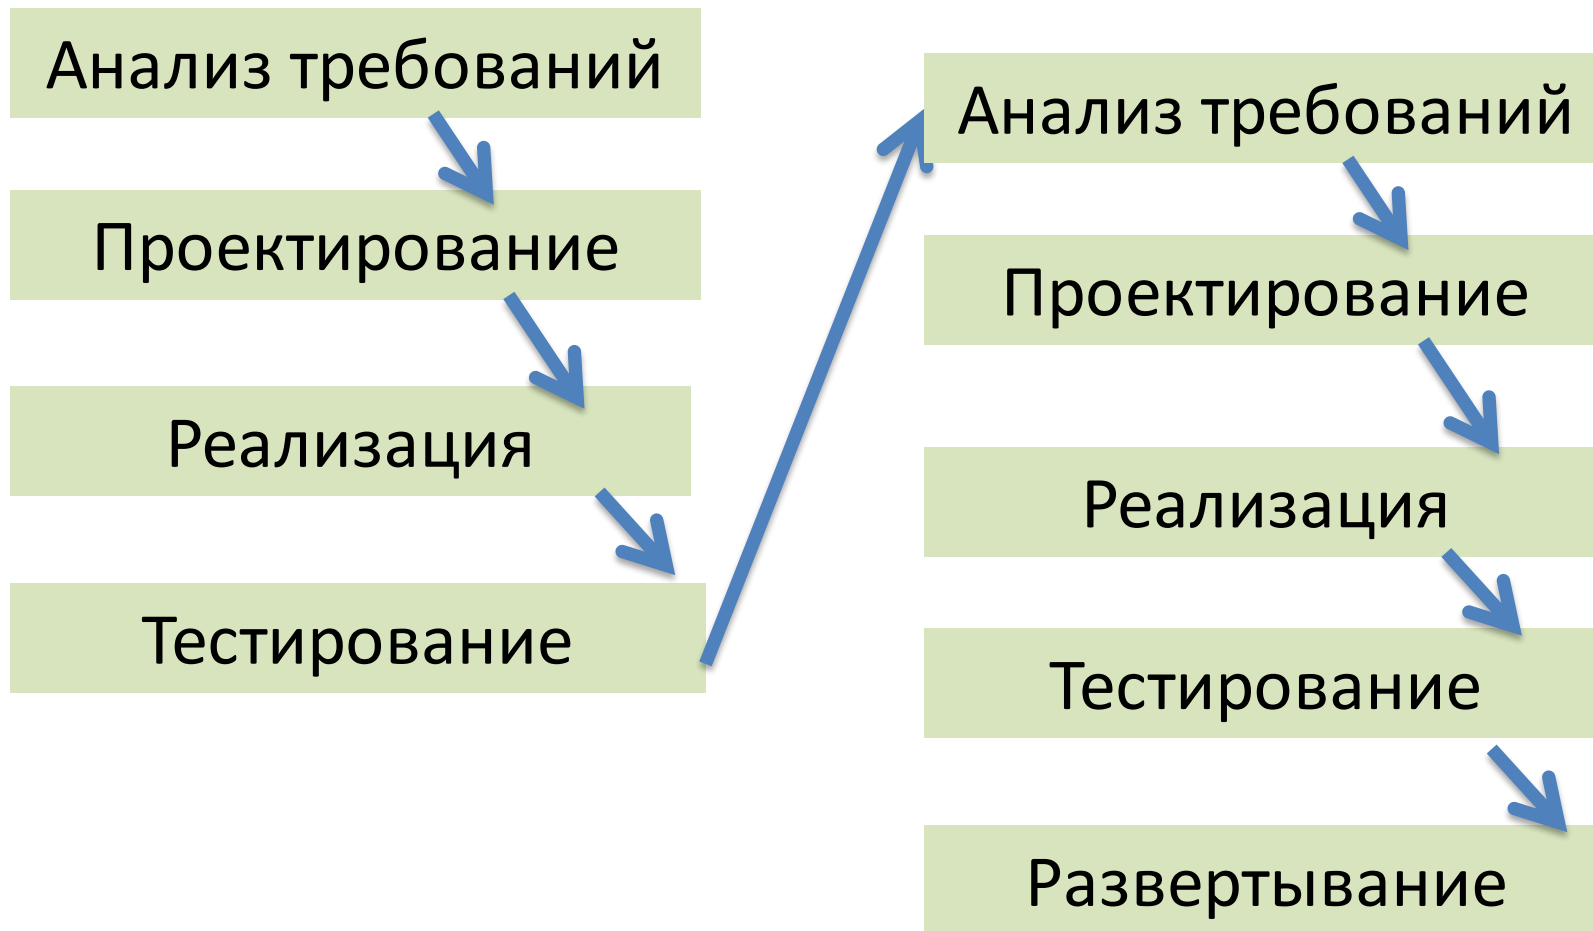 Анализ требований
Проектирование
Реализация
Тестирование
Анализ требований
Проектирование
Реализация
Тестирование
Развертывание